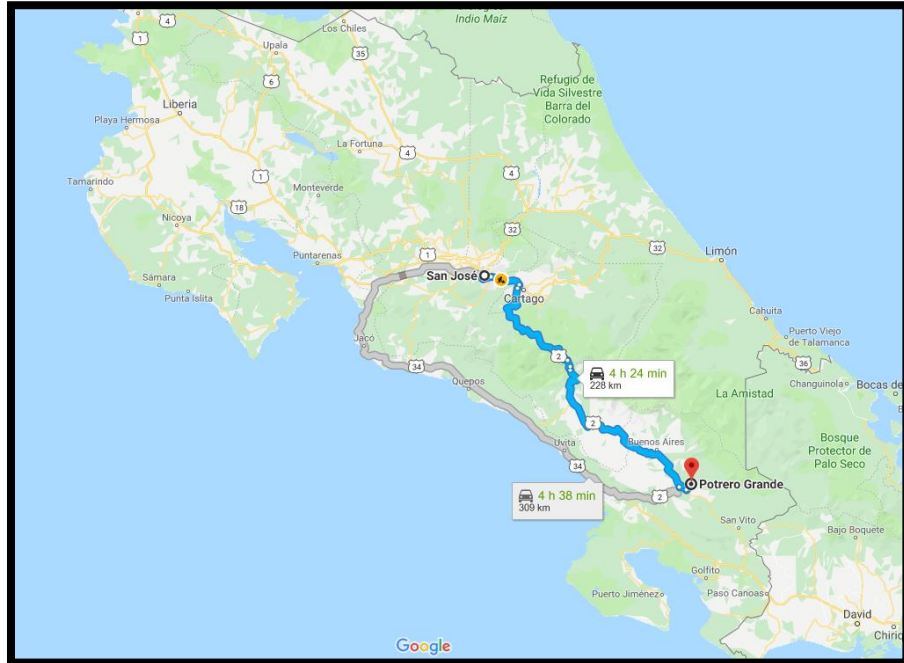 Indio Maíz
4
Los Chiles
1
Upala
35
6
Refugio de
Vida Silvestre
Barra del
Colorado
Liberia
Playa Hermosa
La Fortuna
4
4
1
Monteverde
Tamarindo
18
Nicoya
32
Puntarenas
1
32
Limón
San José
Sámara
Punta Islita
Cartago
Cahuita
Puerto Viejo
de Talamanca
Jacó
2
36
34
4 h 24 min
228 km
Changuinola
Quepos
La Amistad
Bocas de
2
Uvita
Buenos Aires
Bosque
Protector de
Palo Seco
34
Potrero Grande
4 h 38 min
309 km
2
San Vito
Bajo Boquete
Golfito
Puerto Jiménez
Paso Canoas
David
Chiriq
Google